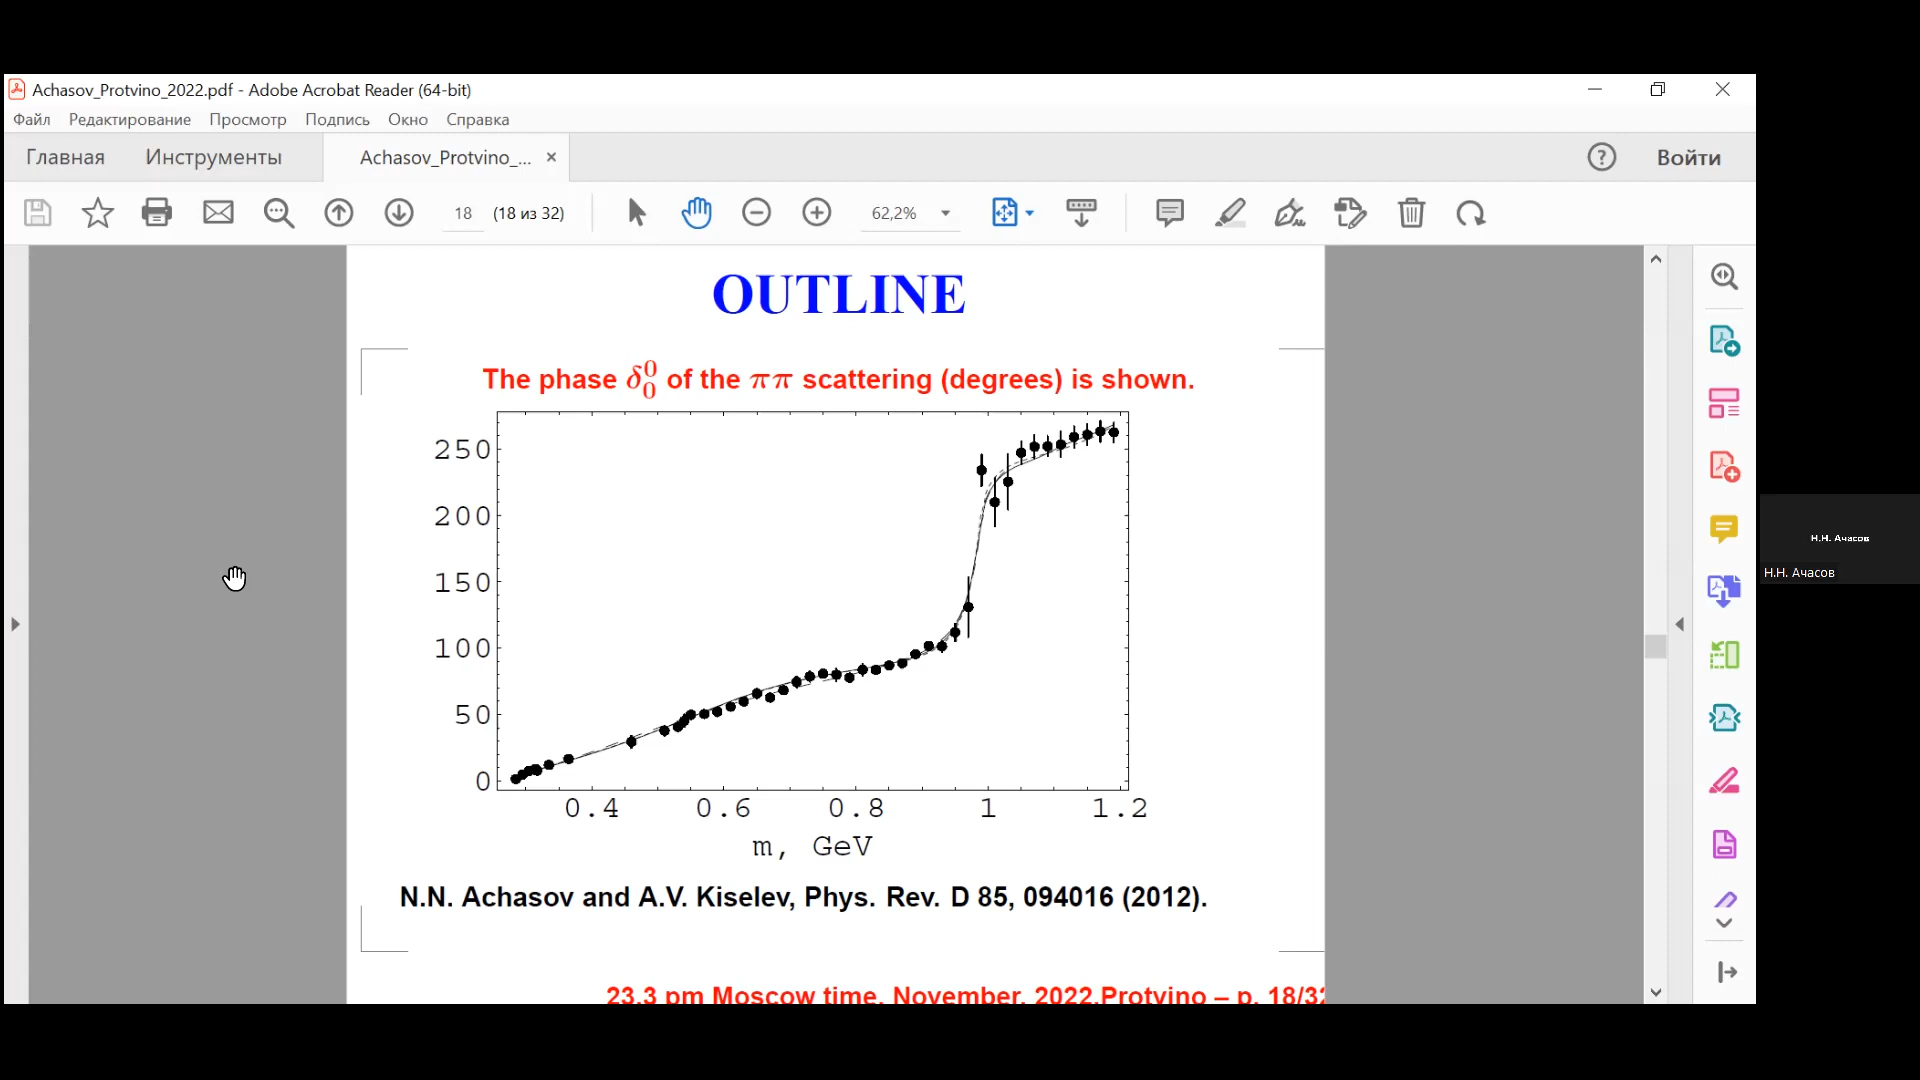 Achasov_Protvino_2022.pdf - Adobe Acrobat Reader (64-bit)
Файл Редактирование Просмотр Подпись Окно Справка
Главная Инструменты Achasov_Protvino_... × Войти
18 (18 из 32) 62,2%
OUTLINE
The phase δ⁰₀ of the ππ scattering (degrees) is shown.
250
200
150
100
50
0
0.4 0.6 0.8 1 1.2
m, GeV
N.N. Achasov and A.V. Kiselev, Phys. Rev. D 85, 094016 (2012).
23.3 pm Moscow time, November, 2022.Protvino – p. 18/32
Н.Н. Ачасов
Н.Н. Ачасов